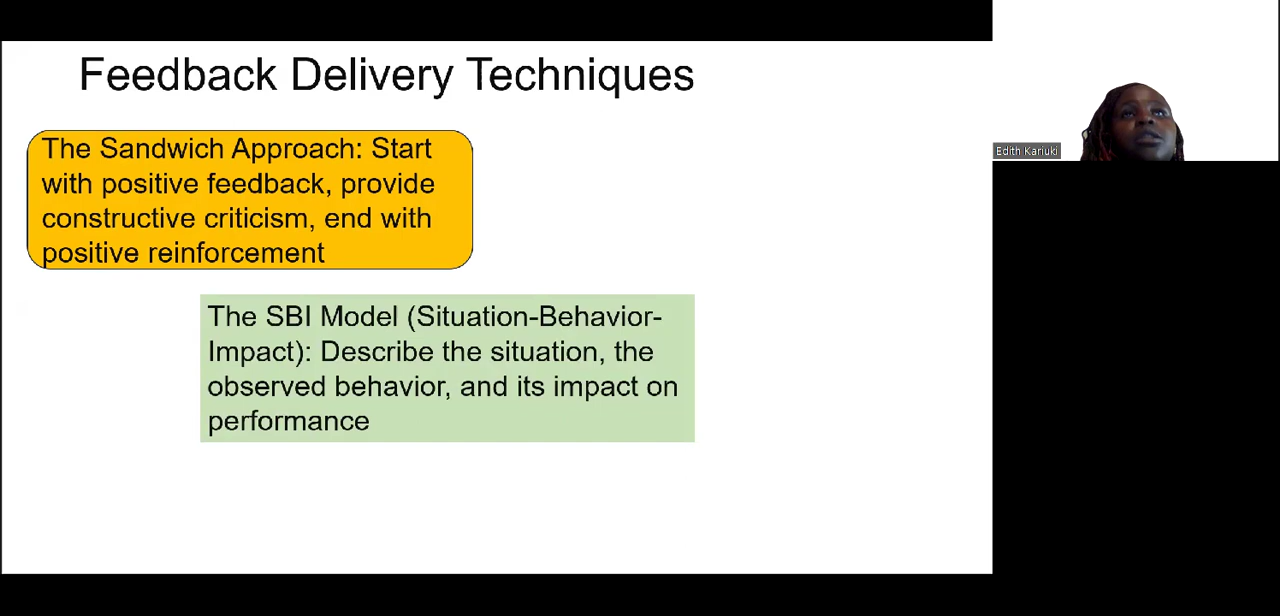 Feedback Delivery Techniques
The Sandwich Approach: Start
with positive feedback, provide
constructive criticism, end with
positive reinforcement
The SBI Model (Situation-Behavior-
Impact): Describe the situation, the
observed behavior, and its impact on
performance
Edith Kariuki